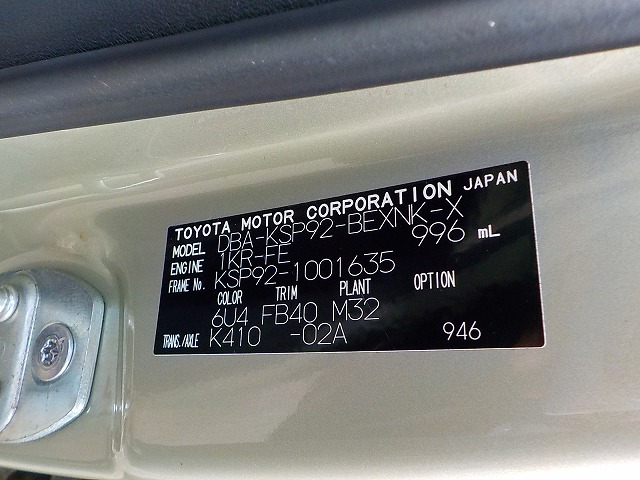 TOYOTA MOTOR CORPORATION JAPAN
MODEL DBA-KSP92-BEXNK-X
ENGINE 1KR-FE 996 mL
FRAME No. KSP92-1001635
COLOR TRIM PLANT OPTION
6U4 FB40 M32
TRANS./AXLE K410 -02A 946